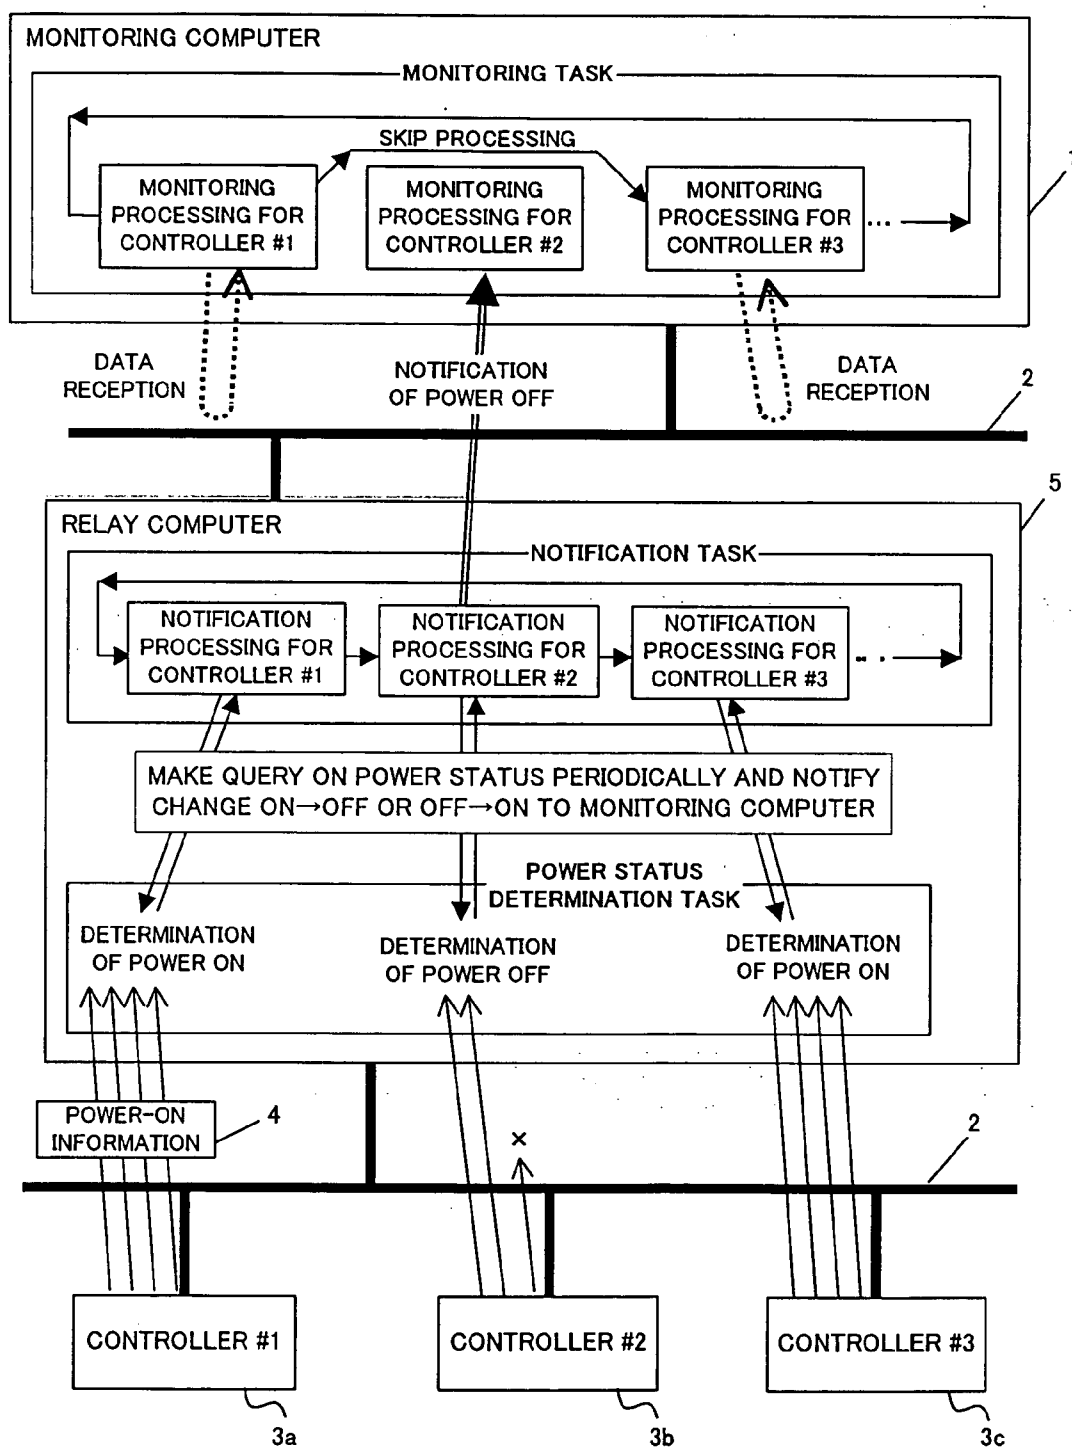 MONITORING COMPUTER
MONITORING TASK
SKIP PROCESSING
MONITORING
PROCESSING FOR
CONTROLLER #1
MONITORING
PROCESSING FOR
CONTROLLER #2
MONITORING
PROCESSING FOR
CONTROLLER #3
...
1
DATA
RECEPTION
NOTIFICATION
OF POWER OFF
DATA
RECEPTION
2
5
RELAY COMPUTER
NOTIFICATION TASK
NOTIFICATION
PROCESSING FOR
CONTROLLER #1
NOTIFICATION
PROCESSING FOR
CONTROLLER #2
NOTIFICATION
PROCESSING FOR
CONTROLLER #3
...
MAKE QUERY ON POWER STATUS PERIODICALLY AND NOTIFY
CHANGE ON→OFF OR OFF→ON TO MONITORING COMPUTER
POWER STATUS
DETERMINATION TASK
DETERMINATION
OF POWER ON
DETERMINATION
OF POWER OFF
DETERMINATION
OF POWER ON
POWER-ON
INFORMATION
4
×
2
CONTROLLER #1
CONTROLLER #2
CONTROLLER #3
3a
3b
3c